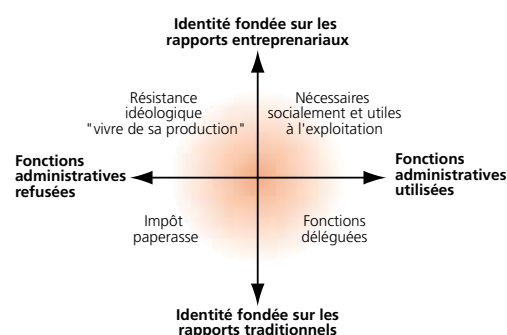 Identité fondée sur les
rapports entreprenariaux
Résistance
idéologique
"vivre de sa production"
Nécessaires
socialement et utiles
à l'exploitation
Fonctions
administratives
refusées
Fonctions
administratives
utilisées
Impôt
paperasse
Fonctions
déléguées
Identité fondée sur les
rapports traditionnels